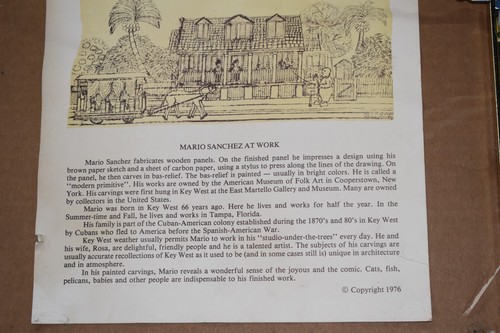 MARIO SANCHEZ AT WORK
Mario Sanchez fabricates wooden panels. On the finished panel he impresses a design using his
brown paper sketch and a sheet of carbon paper, using a stylus to press along the lines of the drawing. On
the panel, he then carves in bas-relief. The bas-relief is painted — usually in bright colors. He is called a
"modern primitive". His works are owned by the American Museum of Folk Art in Cooperstown, New
York. His carvings were first hung in Key West at the East Martello Gallery and Museum. Many are owned
by collectors in the United States.
Mario was born in Key West 66 years ago. Here he lives and works for half the year. In the
Summer-time and Fall, he lives and works in Tampa, Florida.
His family is part of the Cuban-American colony established during the 1870's and 80's in Key West
by Cubans who fled to America before the Spanish-American War.
Key West weather usually permits Mario to work in his "studio-under-the-trees" every day. He and
his wife, Rosa, are delightful, friendly people and he is a talented artist. The subjects of his carvings are
usually accurate recollections of Key West as it used to be (and in some cases still is) unique in architecture
and in atmosphere.
In his painted carvings, Mario reveals a wonderful sense of the joyous and the comic. Cats, fish,
pelicans, babies and other people are indispensable to his finished work.
© Copyright 1976